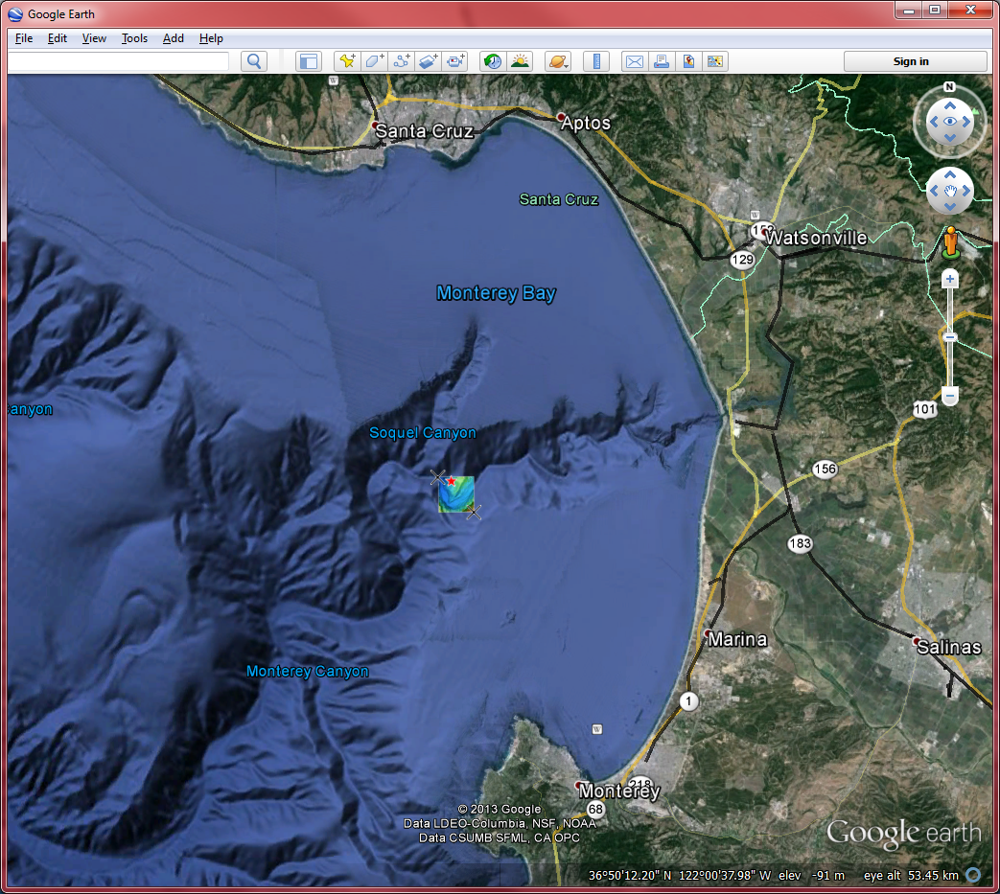 Google Earth
File Edit View Tools Add Help
Sign in
N
W
Santa Cruz
Aptos
Santa Cruz
W
Watsonville
129
Monterey Bay
101
anyon
Soquel Canyon
156
183
Marina
Salinas
Monterey Canyon
1
W
Monterey
68
© 2013 Google
Data LDEO-Columbia, NSF, NOAA
Data CSUMB SFML, CA OPC
Google earth
36°50'12.20" N 122°00'37.98" W elev -91 m eye alt 53.45 km